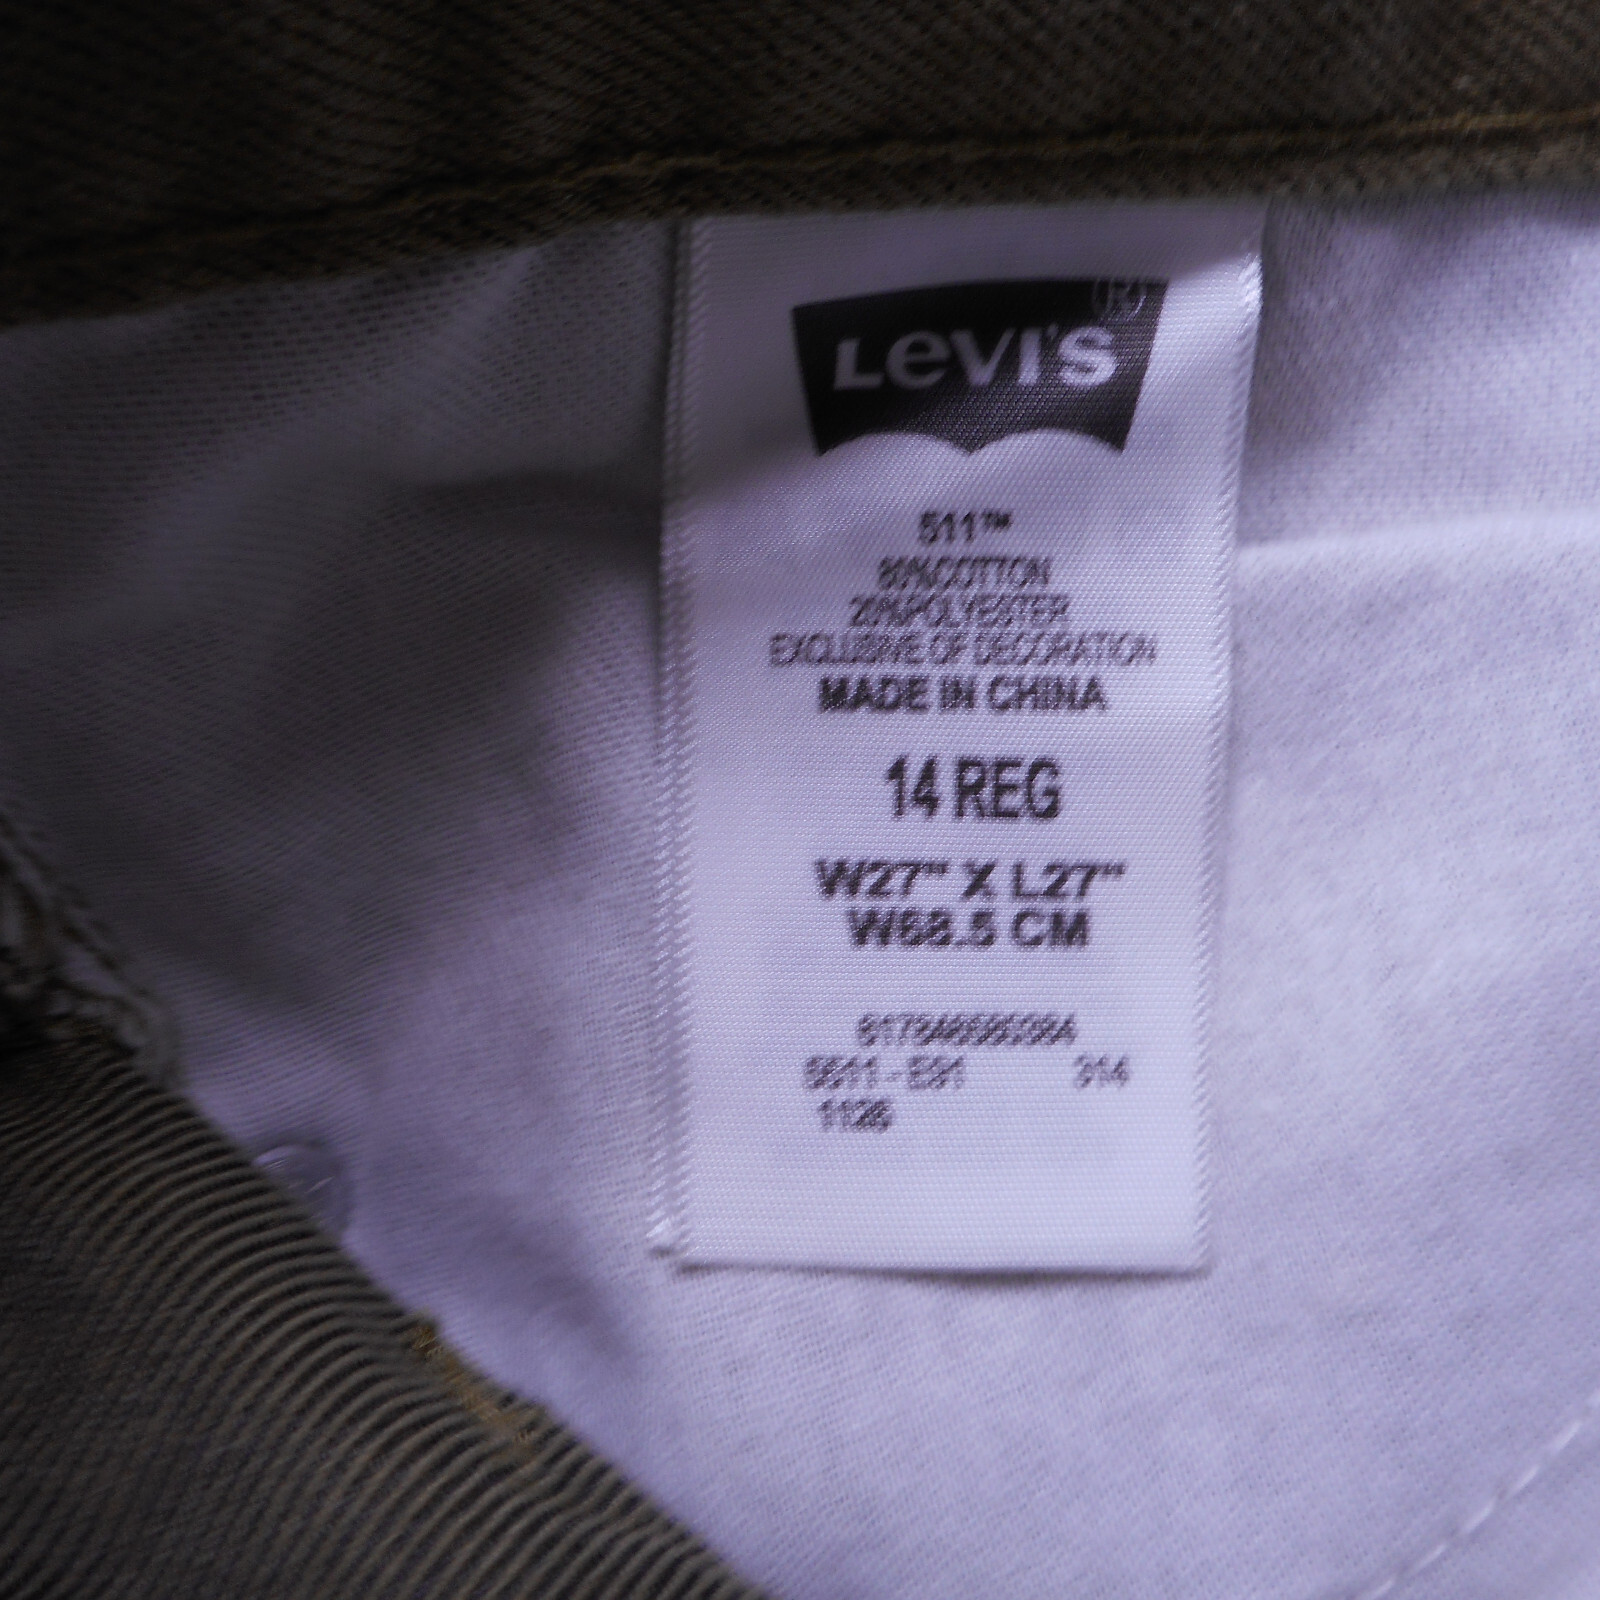 LEVI'S (R)
511™
80%COTTON
20%POLYESTER
EXCLUSIVE OF DECORATION
MADE IN CHINA
14 REG
W27" X L27"
W68.5 CM
314